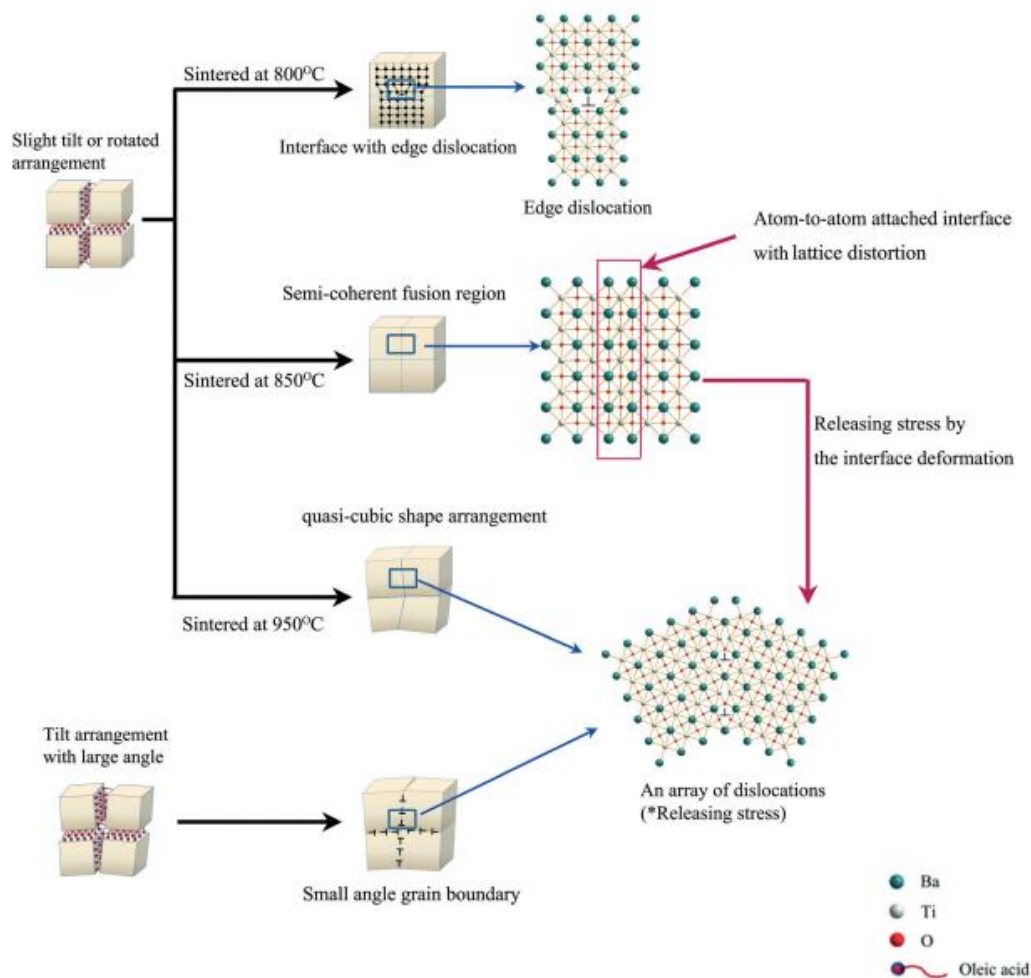 Sintered at 800⁰C
Interface with edge dislocation
Edge dislocation
Slight tilt or rotated
arrangement
Atom-to-atom attached interface
with lattice distortion
Semi-coherent fusion region
Sintered at 850⁰C
Releasing stress by
the interface deformation
quasi-cubic shape arrangement
Sintered at 950⁰C
Tilt arrangement
with large angle
An array of dislocations
(*Releasing stress)
Small angle grain boundary
Ba
Ti
O
Oleic acid